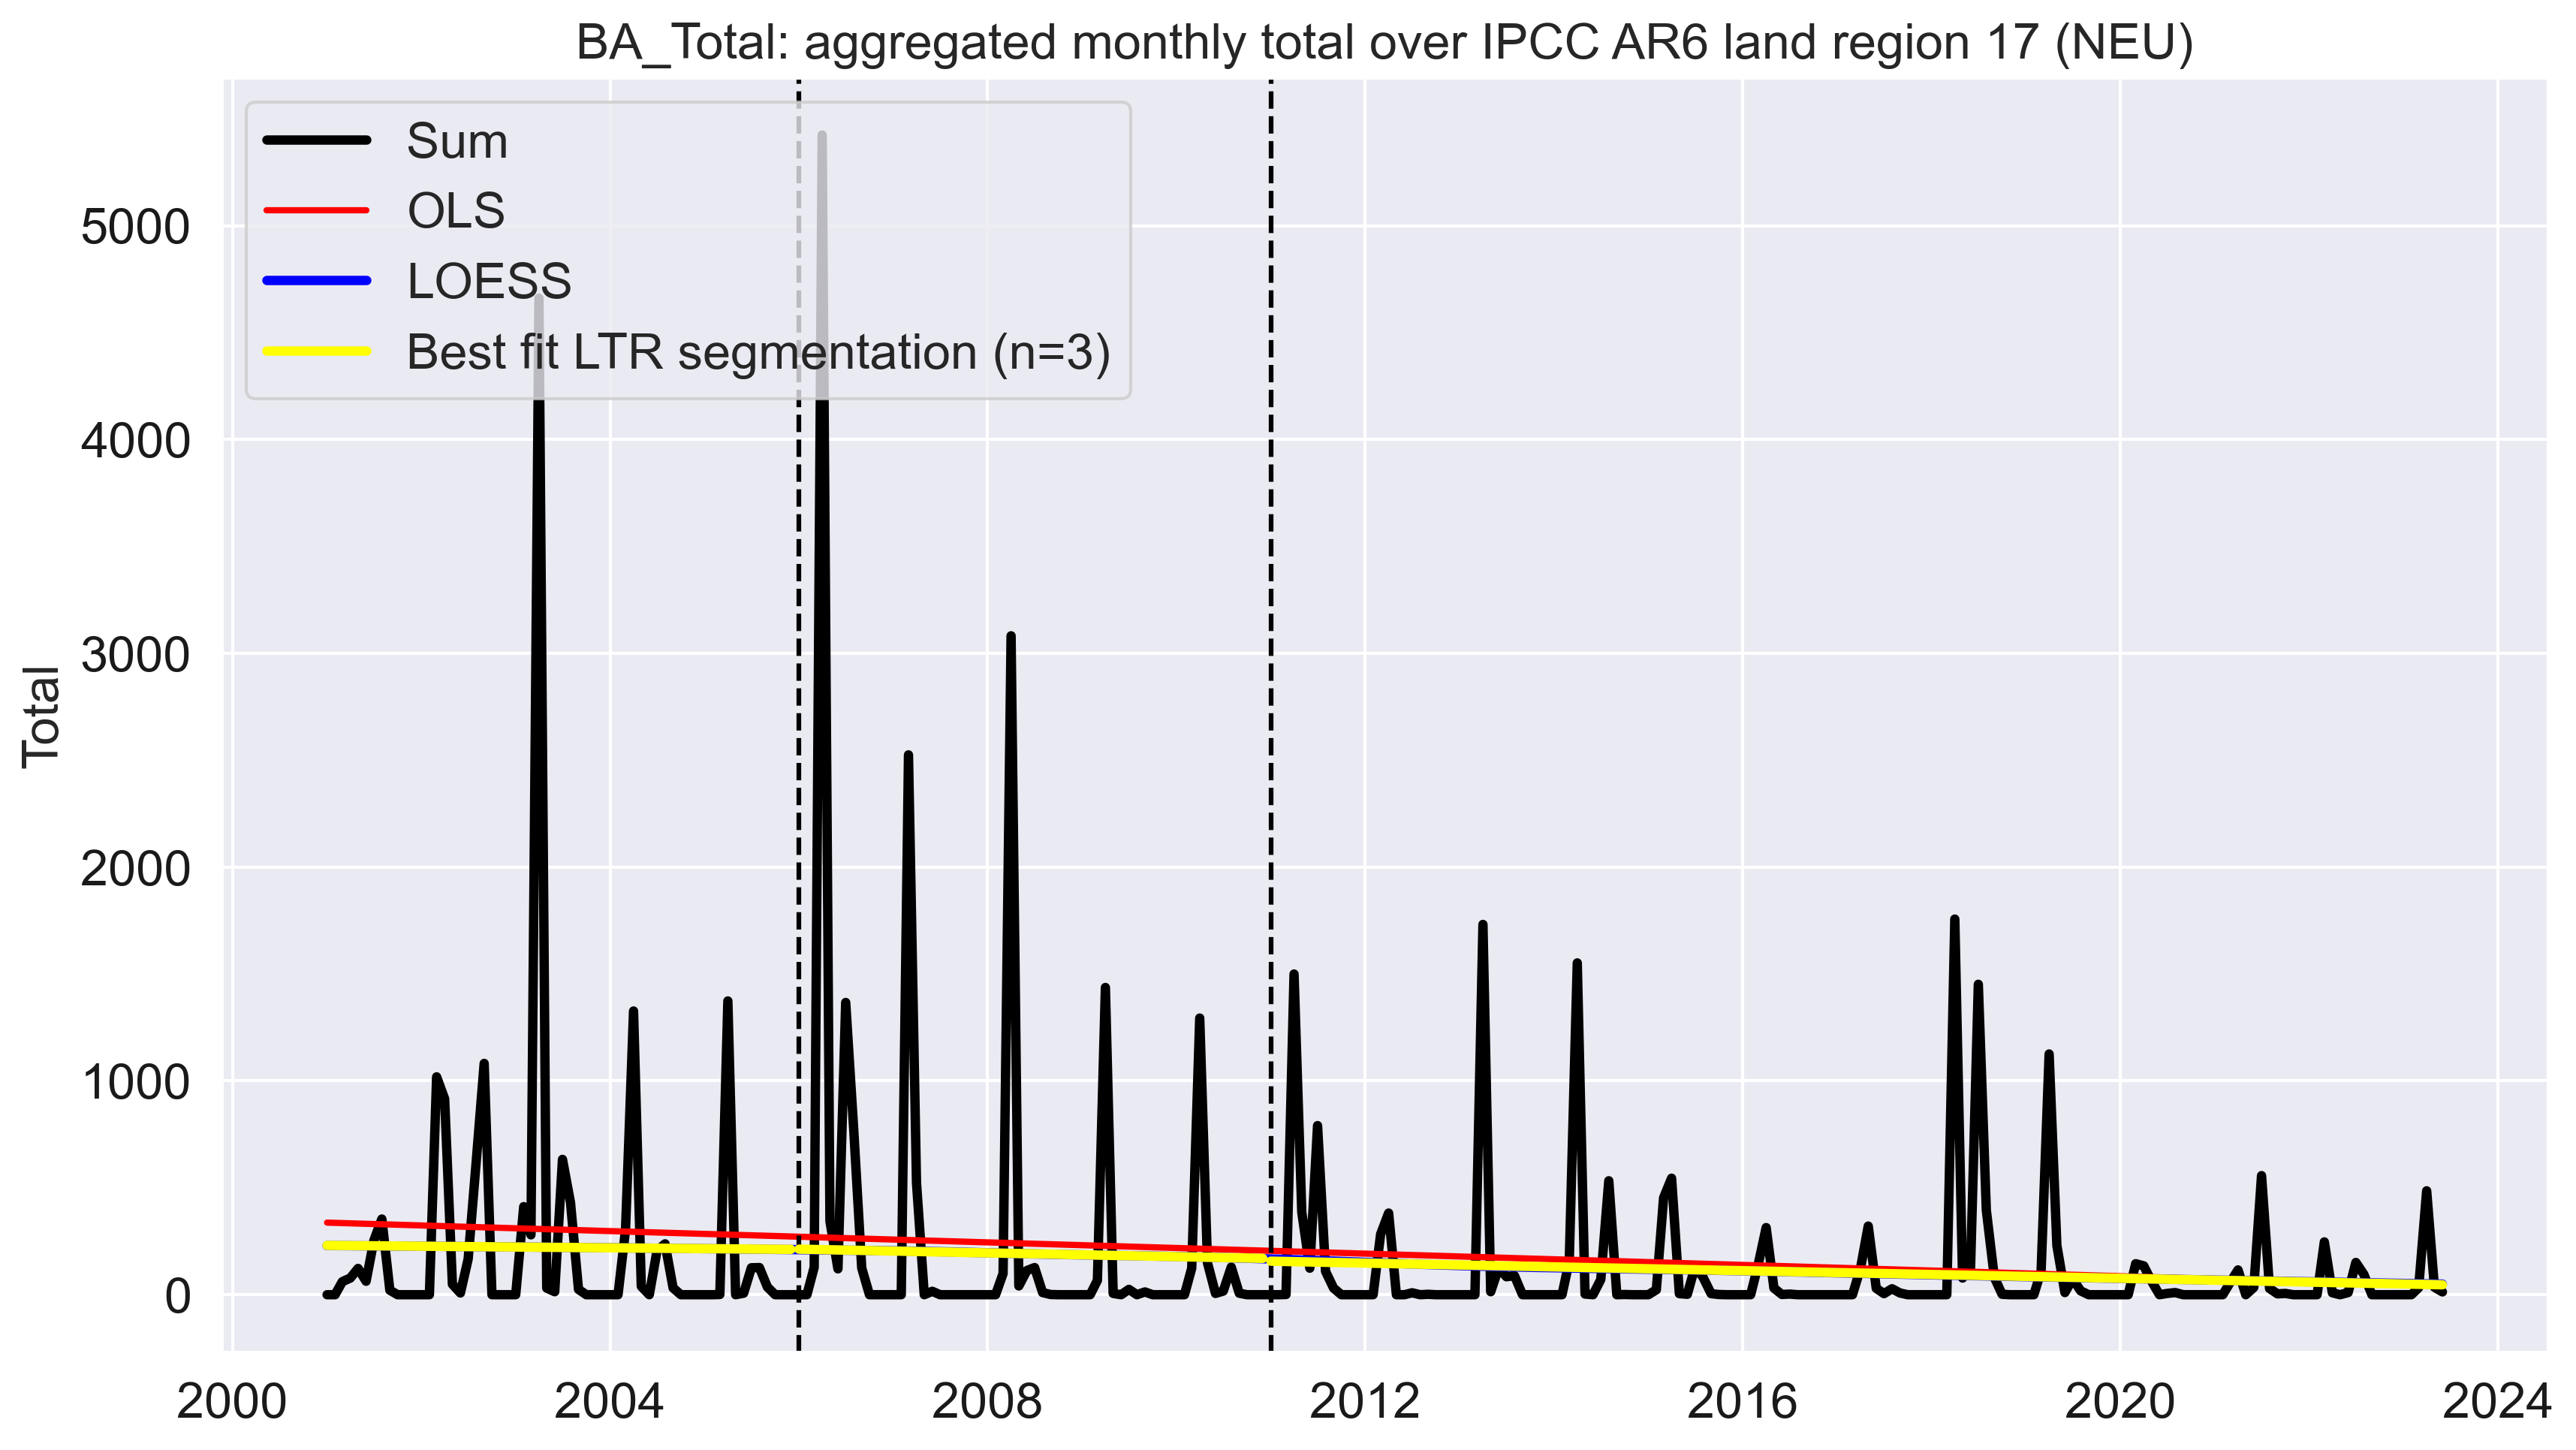 BA_Total: aggregated monthly total over IPCC AR6 land region 17 (NEU)
Sum
OLS
LOESS
Best fit LTR segmentation (n=3)
Total
5000
4000
3000
2000
1000
0
2000 2004 2008 2012 2016 2020 2024